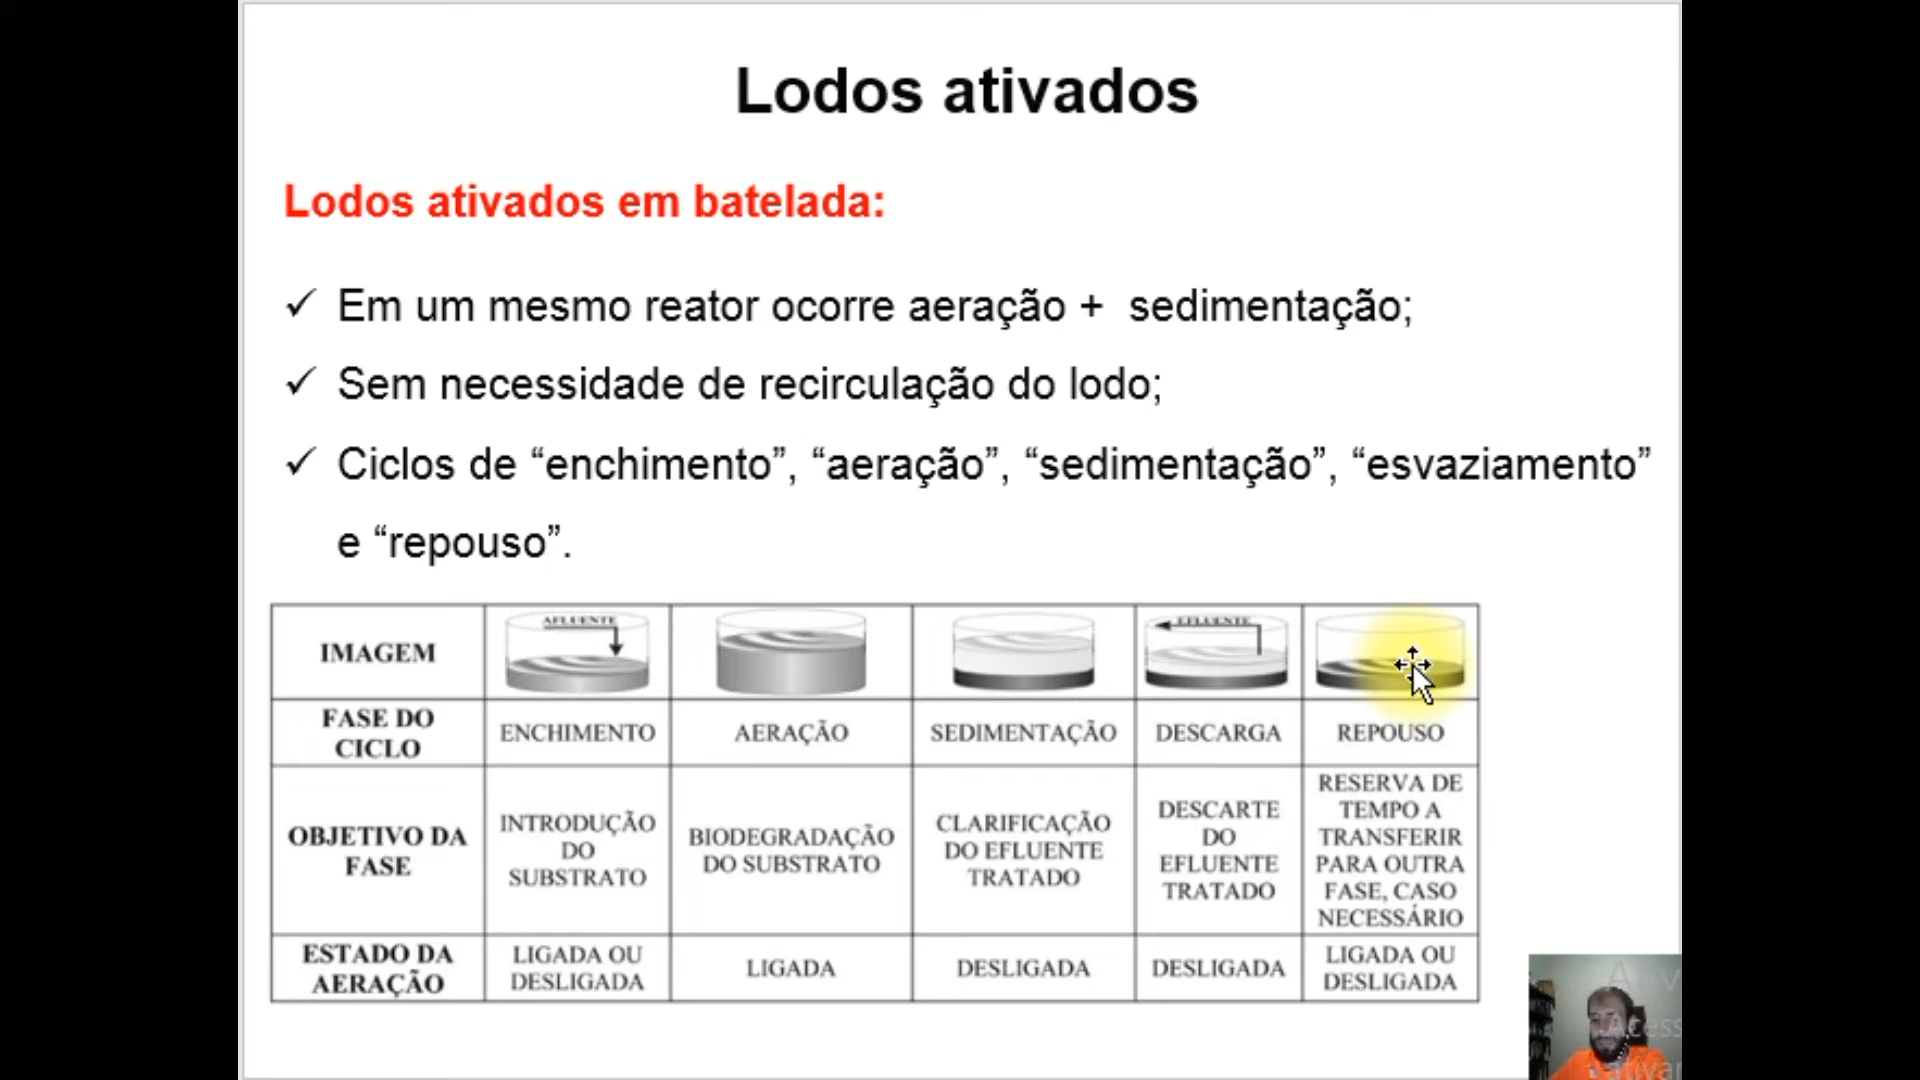 Lodos ativados
Lodos ativados em batelada:
✓ Em um mesmo reator ocorre aeração + sedimentação;
✓ Sem necessidade de recirculação do lodo;
✓ Ciclos de “enchimento”, “aeração”, “sedimentação”, “esvaziamento”
e “repouso”.
IMAGEM
AFLUENTE
EFLUENTE
FASE DO
CICLO
ENCHIMENTO
AERAÇÃO
SEDIMENTAÇÃO
DESCARGA
REPOUSO
OBJETIVO DA
FASE
INTRODUÇÃO
DO
SUBSTRATO
BIODEGRADAÇÃO
DO SUBSTRATO
CLARIFICAÇÃO
DO EFLUENTE
TRATADO
DESCARTE
DO
EFLUENTE
TRATADO
RESERVA DE
TEMPO A
TRANSFERIR
PARA OUTRA
FASE, CASO
NECESSÁRIO
ESTADO DA
AERAÇÃO
LIGADA OU
DESLIGADA
LIGADA
DESLIGADA
DESLIGADA
LIGADA OU
DESLIGADA